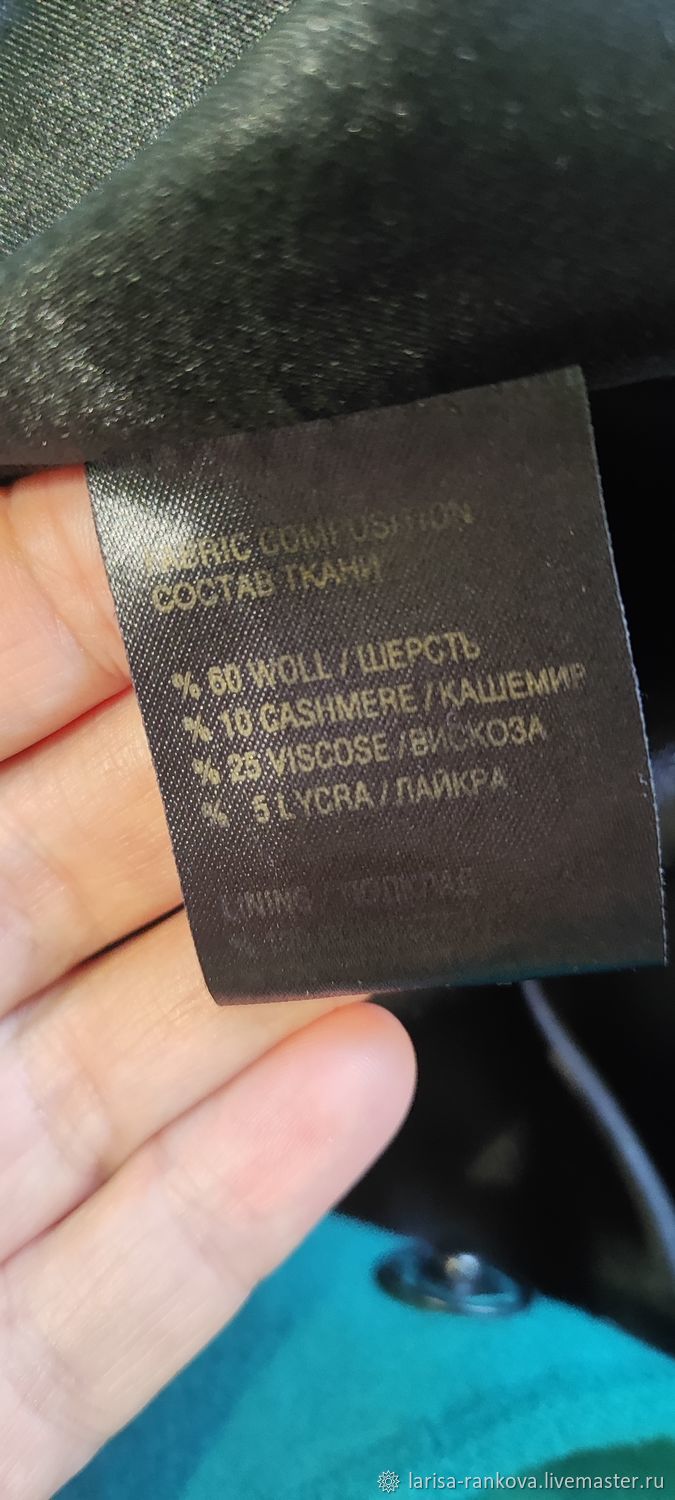 FABRIC COMPOSITION
СОСТАВ ТКАНИ
% 60 WOLL / ШЕРСТЬ
% 10 CASHMERE / КАШЕМИР
% 25 VISCOSE / ВИСКОЗА
% 5 LYCRA / ЛАЙКРА
LINING / ПОДКЛАД
%
larisa-rankova.livemaster.ru